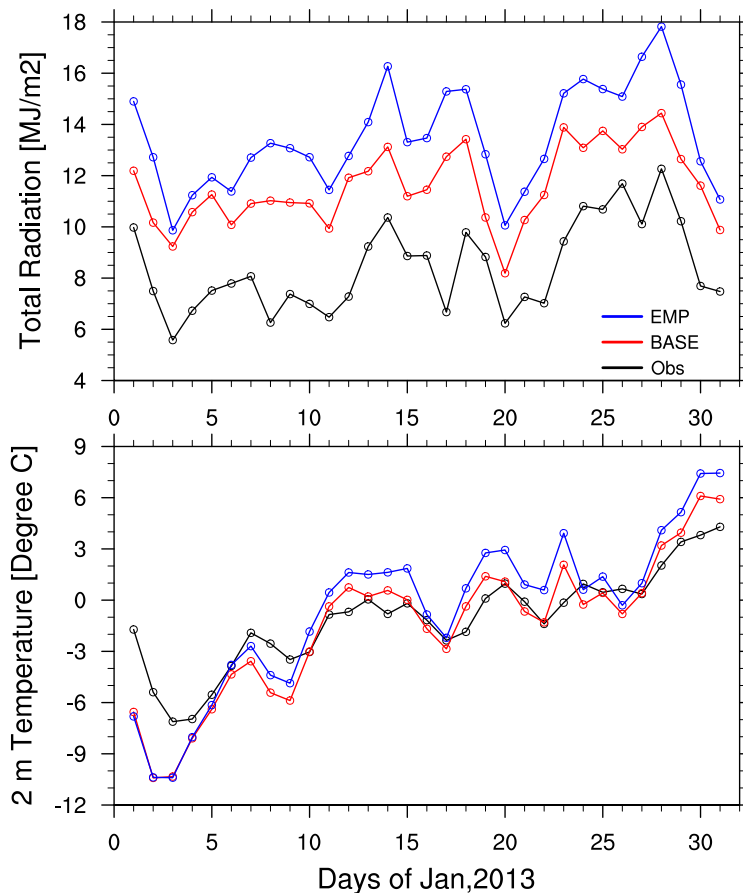 Total Radiation [MJ/m2]
18
16
14
12
10
8
6
4
EMP
BASE
Obs
0 5 10 15 20 25 30
2 m Temperature [Degree C]
9
6
3
0
-3
-6
-9
-12
0 5 10 15 20 25 30
Days of Jan,2013